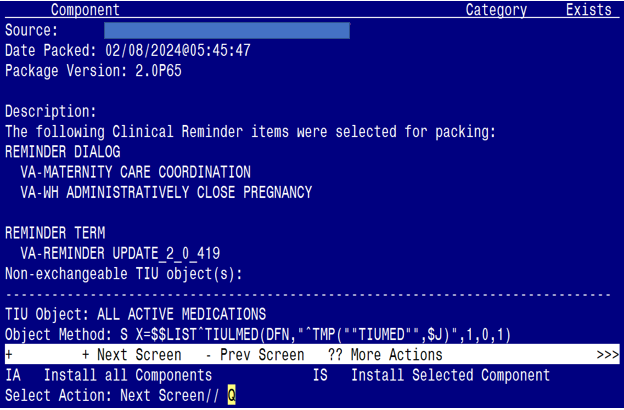 Component Category Exists
Source:
Date Packed: 02/08/2024@05:45:47
Package Version: 2.0P65
Description:
The following Clinical Reminder items were selected for packing:
REMINDER DIALOG
VA-MATERNITY CARE COORDINATION
VA-WH ADMINISTRATIVELY CLOSE PREGNANCY
REMINDER TERM
VA-REMINDER UPDATE_2_0_419
Non-exchangeable TIU object(s):
--------------------------------------------------------------------------------
TIU Object: ALL ACTIVE MEDICATIONS
Object Method: S X=$$LIST^TIULMED(DFN,"^TMP(""TIUMED"",$J)",1,0,1)
+ + Next Screen - Prev Screen ?? More Actions >>>
IA Install all Components IS Install Selected Component
Select Action: Next Screen// Q